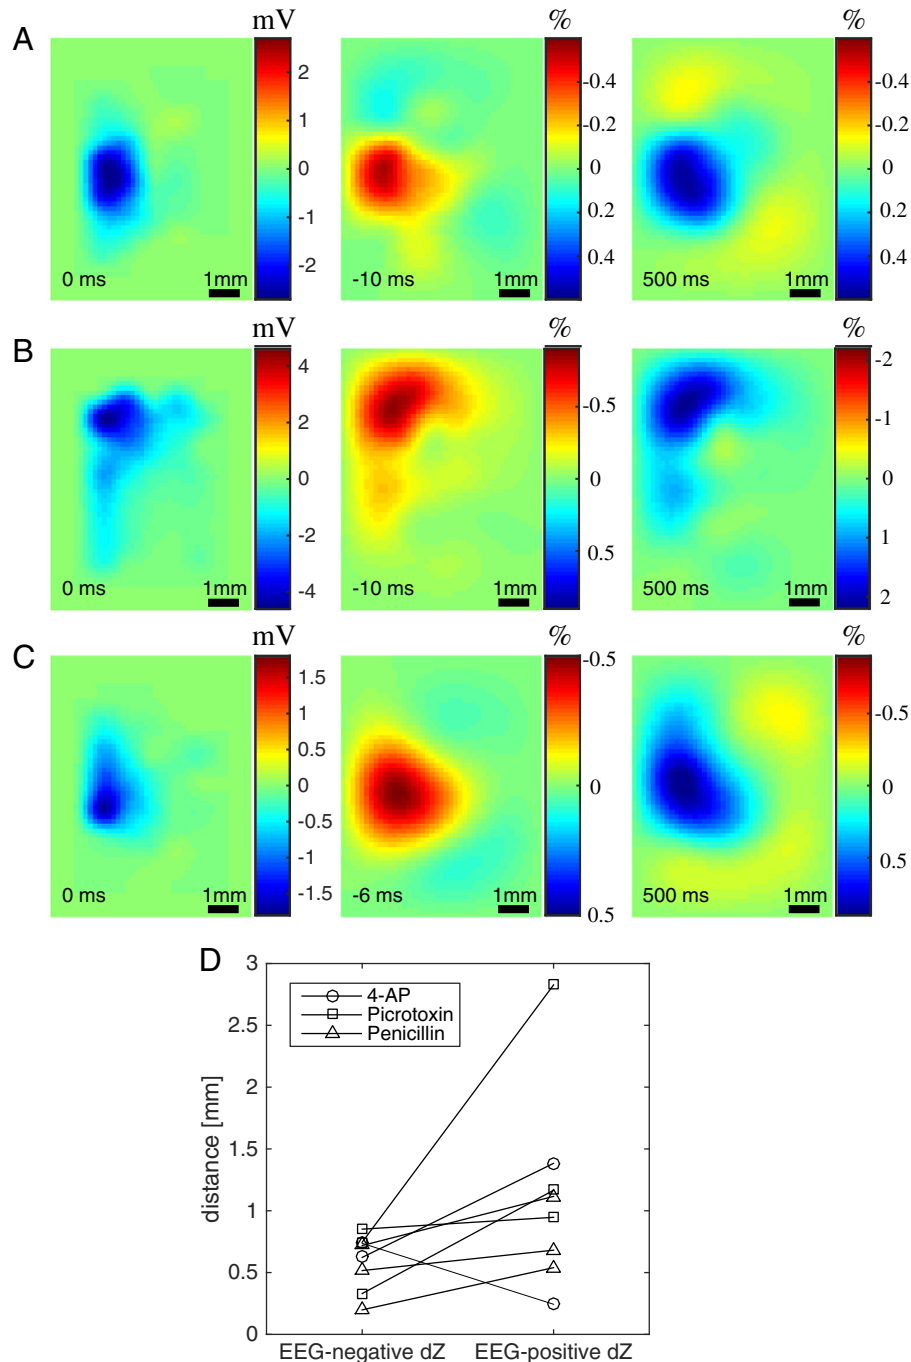 A
mV
2
1
0
-1
-2
0 ms
1mm
%
-0.4
-0.2
0
0.2
0.4
-10 ms
1mm
%
-0.4
-0.2
0
0.2
0.4
500 ms
1mm
B
mV
4
2
0
-2
-4
0 ms
1mm
%
-0.5
0
0.5
-10 ms
1mm
%
-2
-1
0
1
2
500 ms
1mm
C
mV
1.5
1
0.5
0
-0.5
-1
-1.5
0 ms
1mm
%
-0.5
0
0.5
-6 ms
1mm
%
-0.5
0
0.5
500 ms
1mm
D
3
2.5
2
1.5
1
0.5
0
distance [mm]
4-AP
Picrotoxin
Penicillin
EEG-negative dZ
EEG-positive dZ